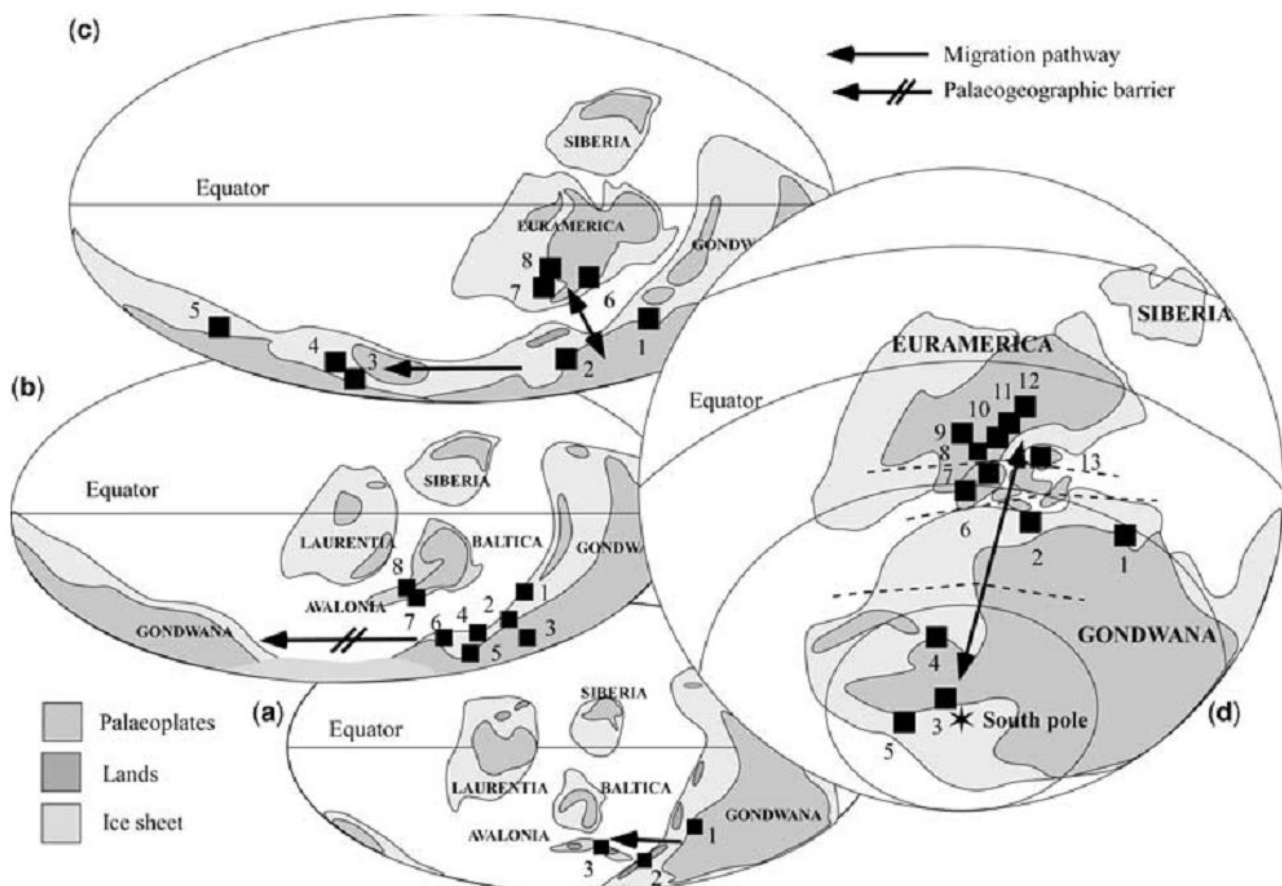 (c)
Migration pathway
Palaeogeographic barrier
SIBERIA
Equator
EURAMERICA
GONDW
8
7
6
5
4
3
2
1
(b)
Equator
SIBERIA
LAURENTIA
BALTICA
GONDW
AVALONIA
GONDWANA
8
7
6
4
2
5
1
3
(a)
Equator
SIBERIA
LAURENTIA
BALTICA
AVALONIA
GONDWANA
1
3
2
Palaeoplates
Lands
Ice sheet
SIBERIA
EURAMERICA
Equator
12
11
10
9
8
7
13
6
2
1
GONDWANA
4
3
5
South pole
(d)